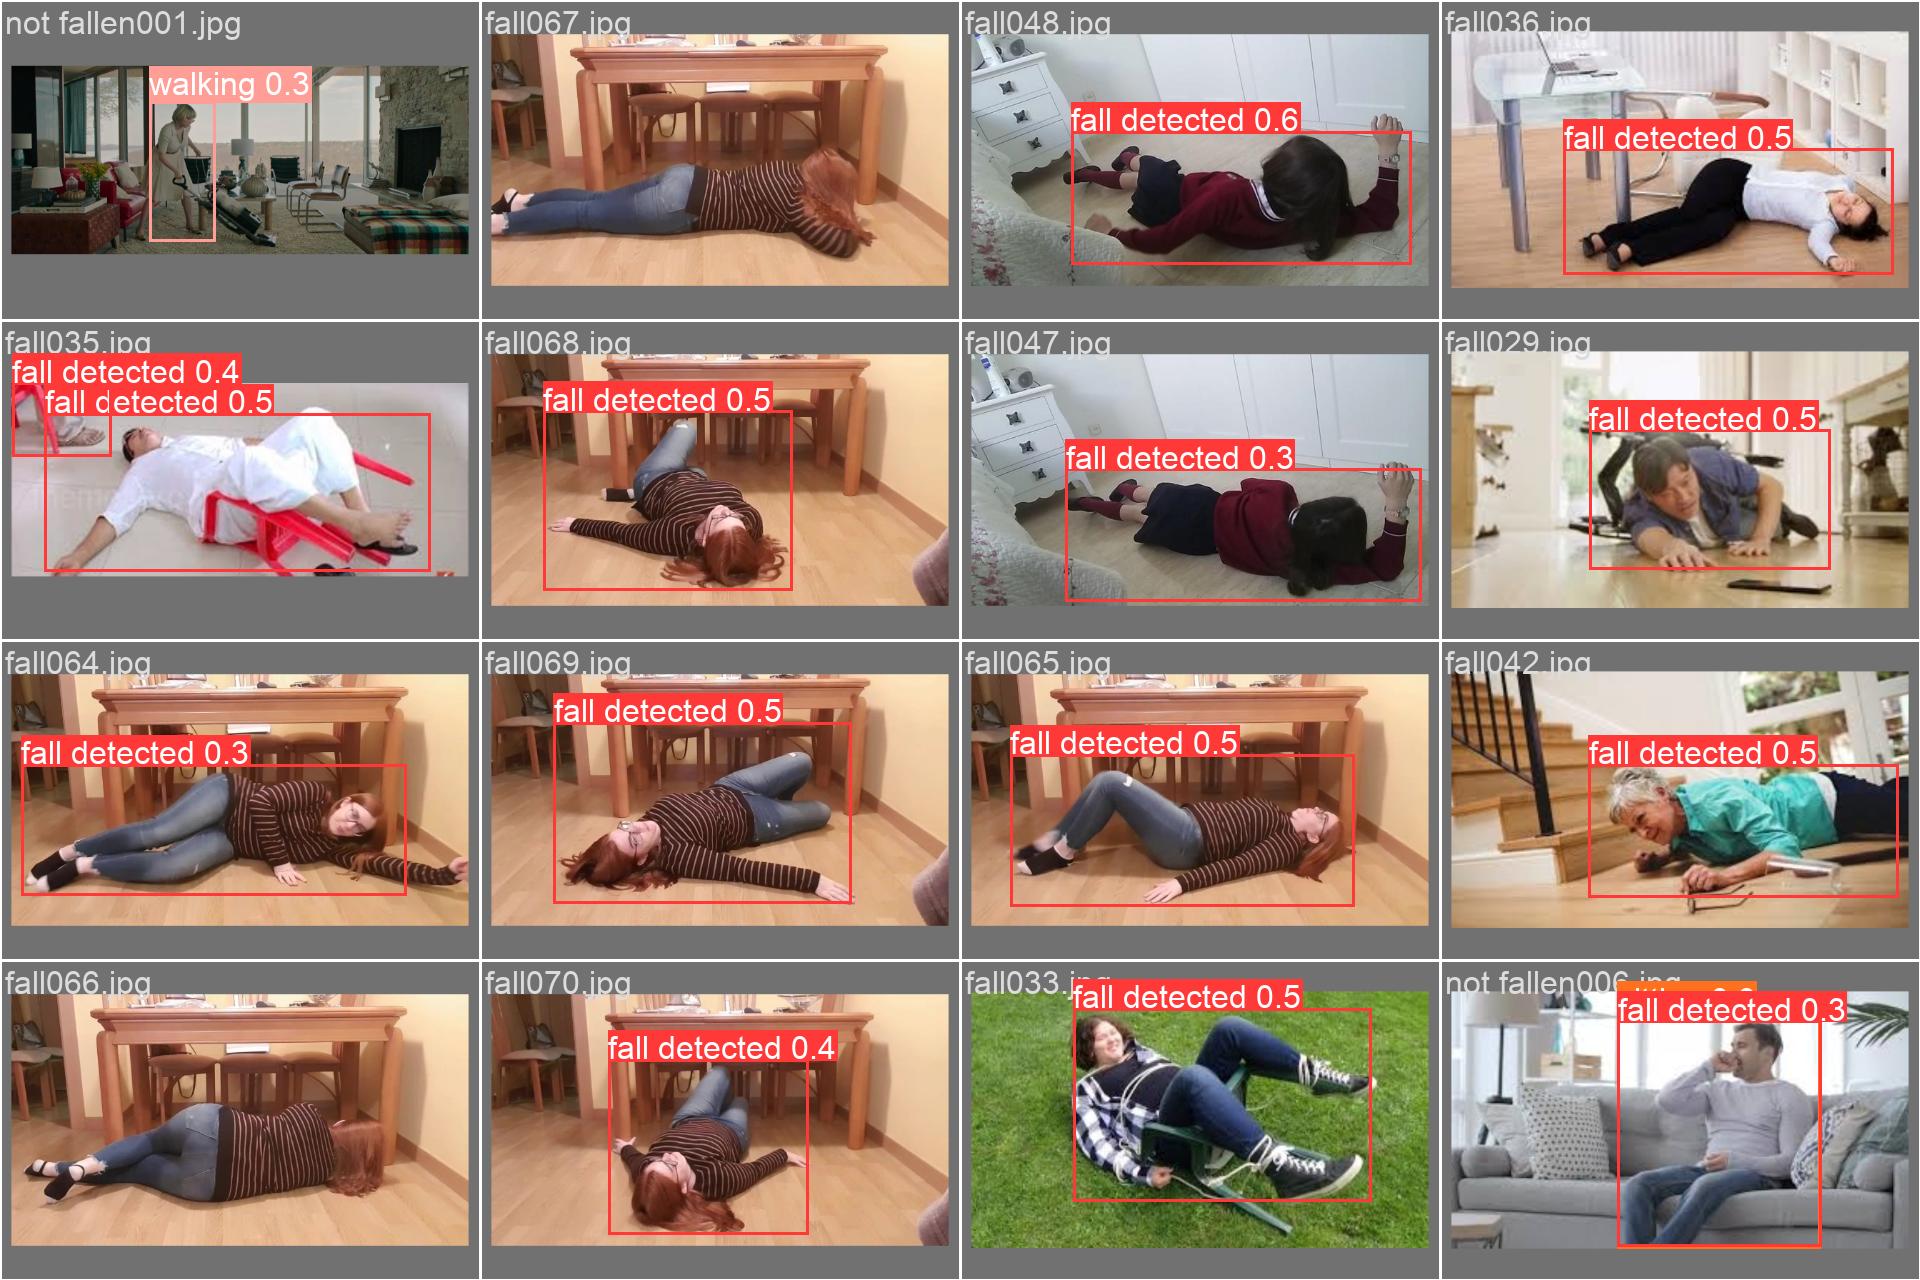 not fallen001.jpg
walking 0.3
fall067.jpg
fall048.jpg
fall detected 0.6
fall036.jpg
fall detected 0.5
fall035.jpg
fall detected 0.4
fall detected 0.5
fall068.jpg
fall detected 0.5
fall047.jpg
fall detected 0.3
fall029.jpg
fall detected 0.5
fall064.jpg
fall detected 0.3
fall069.jpg
fall detected 0.5
fall065.jpg
fall detected 0.5
fall042.jpg
fall detected 0.5
fall066.jpg
fall070.jpg
fall detected 0.4
fall033.jpg
fall detected 0.5
not fallen006.jpg
fall detected 0.3